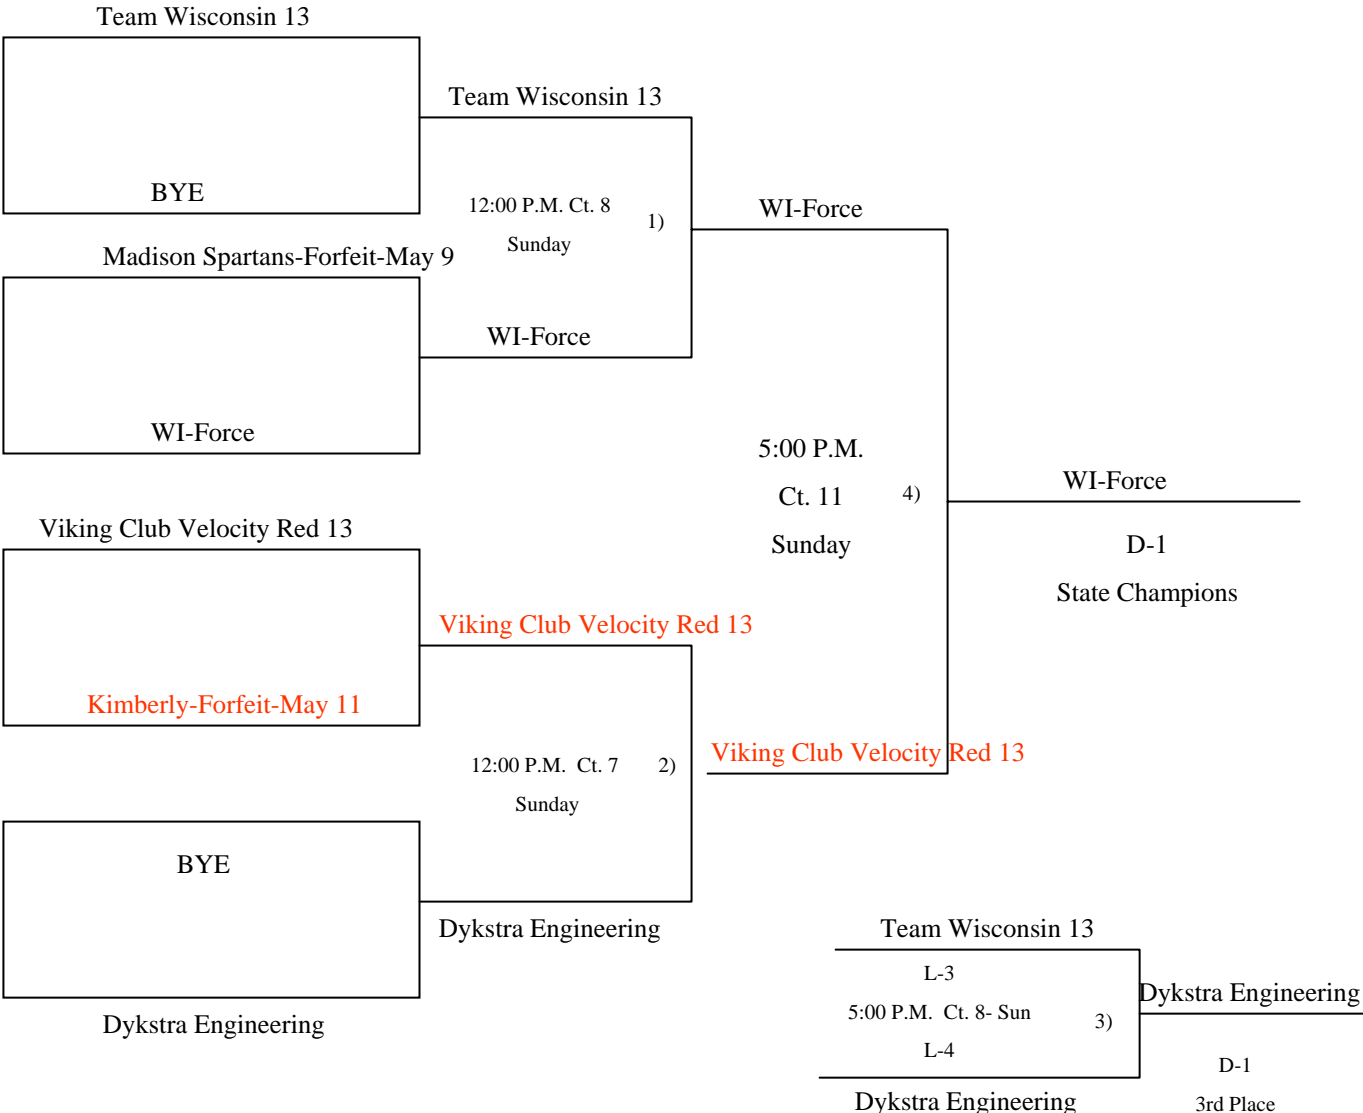 Team Wisconsin 13
Team Wisconsin 13
BYE
12:00 P.M. Ct. 8
1)
Sunday
WI-Force
Madison Spartans-Forfeit-May 9
WI-Force
WI-Force
5:00 P.M.
Ct. 11
4)
Sunday
WI-Force
D-1
State Champions
Viking Club Velocity Red 13
Viking Club Velocity Red 13
Kimberly-Forfeit-May 11
12:00 P.M.  Ct. 7
2)
Sunday
Viking Club Velocity Red 13
BYE
Dykstra Engineering
Dykstra Engineering
Team Wisconsin 13
L-3
5:00 P.M.  Ct. 8- Sun
3)
L-4
Dykstra Engineering
Dykstra Engineering
D-1
3rd Place